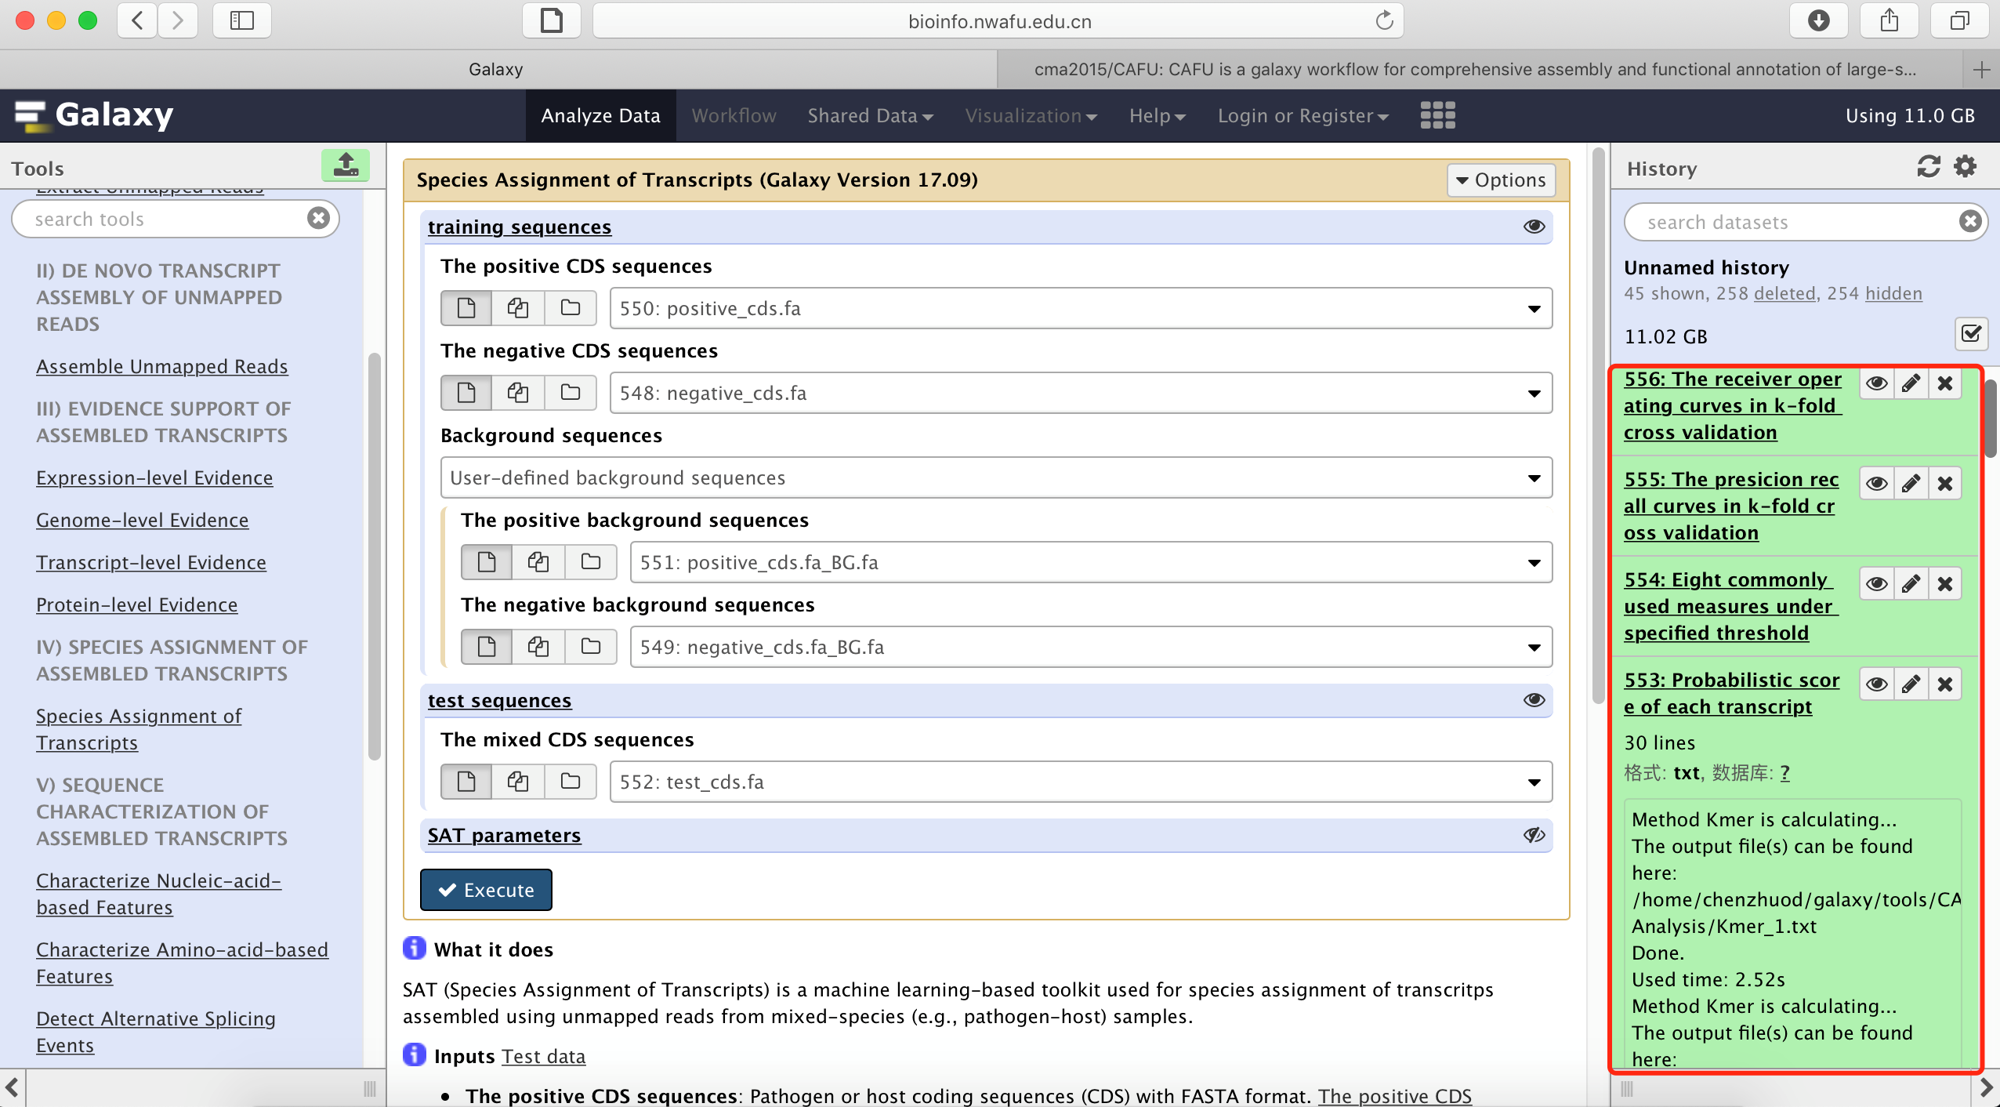 bioinfo.nwafu.edu.cn
Galaxy
cma2015/CAFU: CAFU is a galaxy workflow for comprehensive assembly and functional annotation of large-s...
Galaxy
Analyze Data
Workflow
Shared Data
Visualization
Help
Login or Register
Using 11.0 GB
Tools
Extract Unmapped Reads
search tools
II) DE NOVO TRANSCRIPT
ASSEMBLY OF UNMAPPED
READS
Assemble Unmapped Reads
III) EVIDENCE SUPPORT OF
ASSEMBLED TRANSCRIPTS
Expression-level Evidence
Genome-level Evidence
Transcript-level Evidence
Protein-level Evidence
IV) SPECIES ASSIGNMENT OF
ASSEMBLED TRANSCRIPTS
Species Assignment of
Transcripts
V) SEQUENCE
CHARACTERIZATION OF
ASSEMBLED TRANSCRIPTS
Characterize Nucleic-acid-
based Features
Characterize Amino-acid-based
Features
Detect Alternative Splicing
Events
Species Assignment of Transcripts (Galaxy Version 17.09)
Options
training sequences
The positive CDS sequences
550: positive_cds.fa
The negative CDS sequences
548: negative_cds.fa
Background sequences
User-defined background sequences
The positive background sequences
551: positive_cds.fa_BG.fa
The negative background sequences
549: negative_cds.fa_BG.fa
test sequences
The mixed CDS sequences
552: test_cds.fa
SAT parameters
Execute
What it does
SAT (Species Assignment of Transcripts) is a machine learning-based toolkit used for species assignment of transcritps
assembled using unmapped reads from mixed-species (e.g., pathogen-host) samples.
Inputs Test data
• The positive CDS sequences: Pathogen or host coding sequences (CDS) with FASTA format. The positive CDS
History
search datasets
Unnamed history
45 shown, 258 deleted, 254 hidden
11.02 GB
556: The receiver oper
ating curves in k-fold
cross validation
555: The presicion rec
all curves in k-fold cr
oss validation
554: Eight commonly
used measures under
specified threshold
553: Probabilistic scor
e of each transcript
30 lines
格式: txt, 数据库: ?
Method Kmer is calculating...
The output file(s) can be found
here:
/home/chenzhuod/galaxy/tools/CA
Analysis/Kmer_1.txt
Done.
Used time: 2.52s
Method Kmer is calculating...
The output file(s) can be found
here: